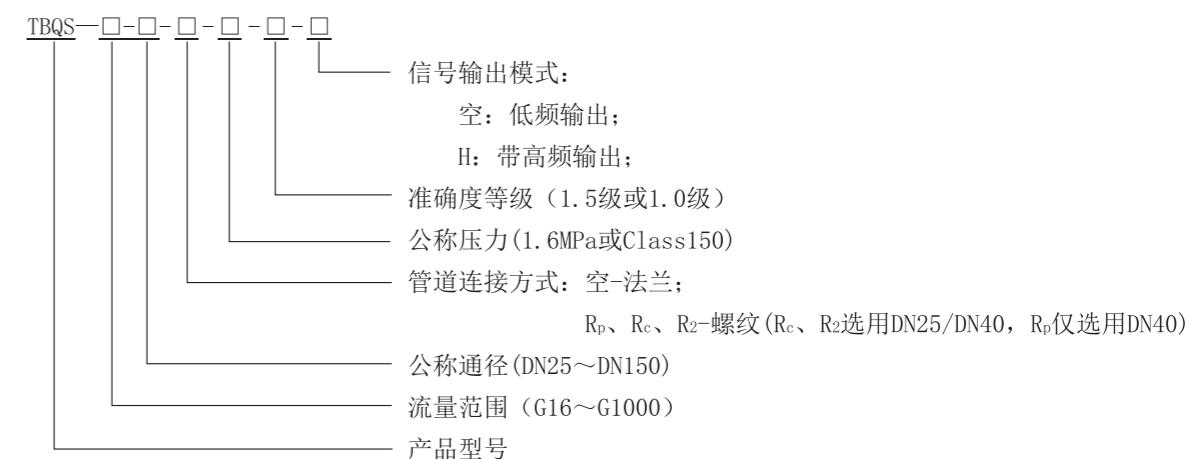 TBQS—□-□-□-□-□-□
信号输出模式：
空：低频输出；
H：带高频输出；
准确度等级（1.5级或1.0级）
公称压力(1.6MPa或Class150)
管道连接方式：空-法兰；
Rp、Rc、R2-螺纹(Rc、R2选用DN25/DN40，Rp仅选用DN40)
公称通径(DN25～DN150)
流量范围（G16～G1000）
产品型号